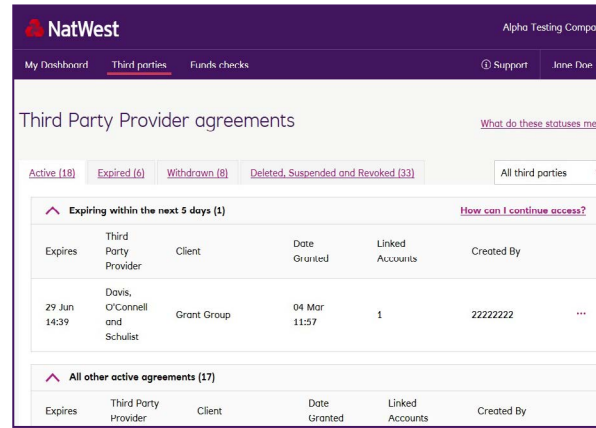 NatWest
Alpha Testing Compa
My Dashboard Third parties Funds checks Support Jane Doe
Third Party Provider agreements
What do these statuses me
Active (18) Expired (6) Withdrawn (8) Deleted, Suspended and Revoked (33) All third parties
Expiring within the next 5 days (1) How can I continue access?
Expires Third Party Provider Client Date Granted Linked Accounts Created By
29 Jun 14:39 Davis, O'Connell and Schulist Grant Group 04 Mar 11:57 1 22222222 ...
All other active agreements (17)
Expires Third Party Provider Client Date Granted Linked Accounts Created By